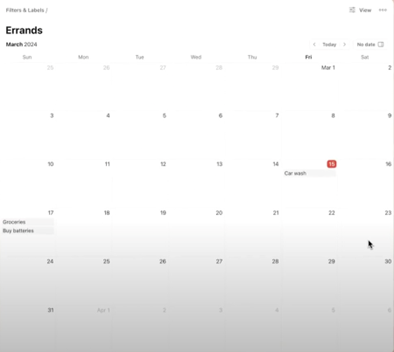 Filters & Labels /
View
Errands
March 2024
Today
No date
Sun Mon Tue Wed Thu Fri Sat
25 26 27 28 29 Mar 1 2
3 4 5 6 7 8 9
10 11 12 13 14 15 16
Car wash
17 18 19 20 21 22 23
Groceries
Buy batteries
24 25 26 27 28 29 30
31 Apr 1 2 3 4 5 6